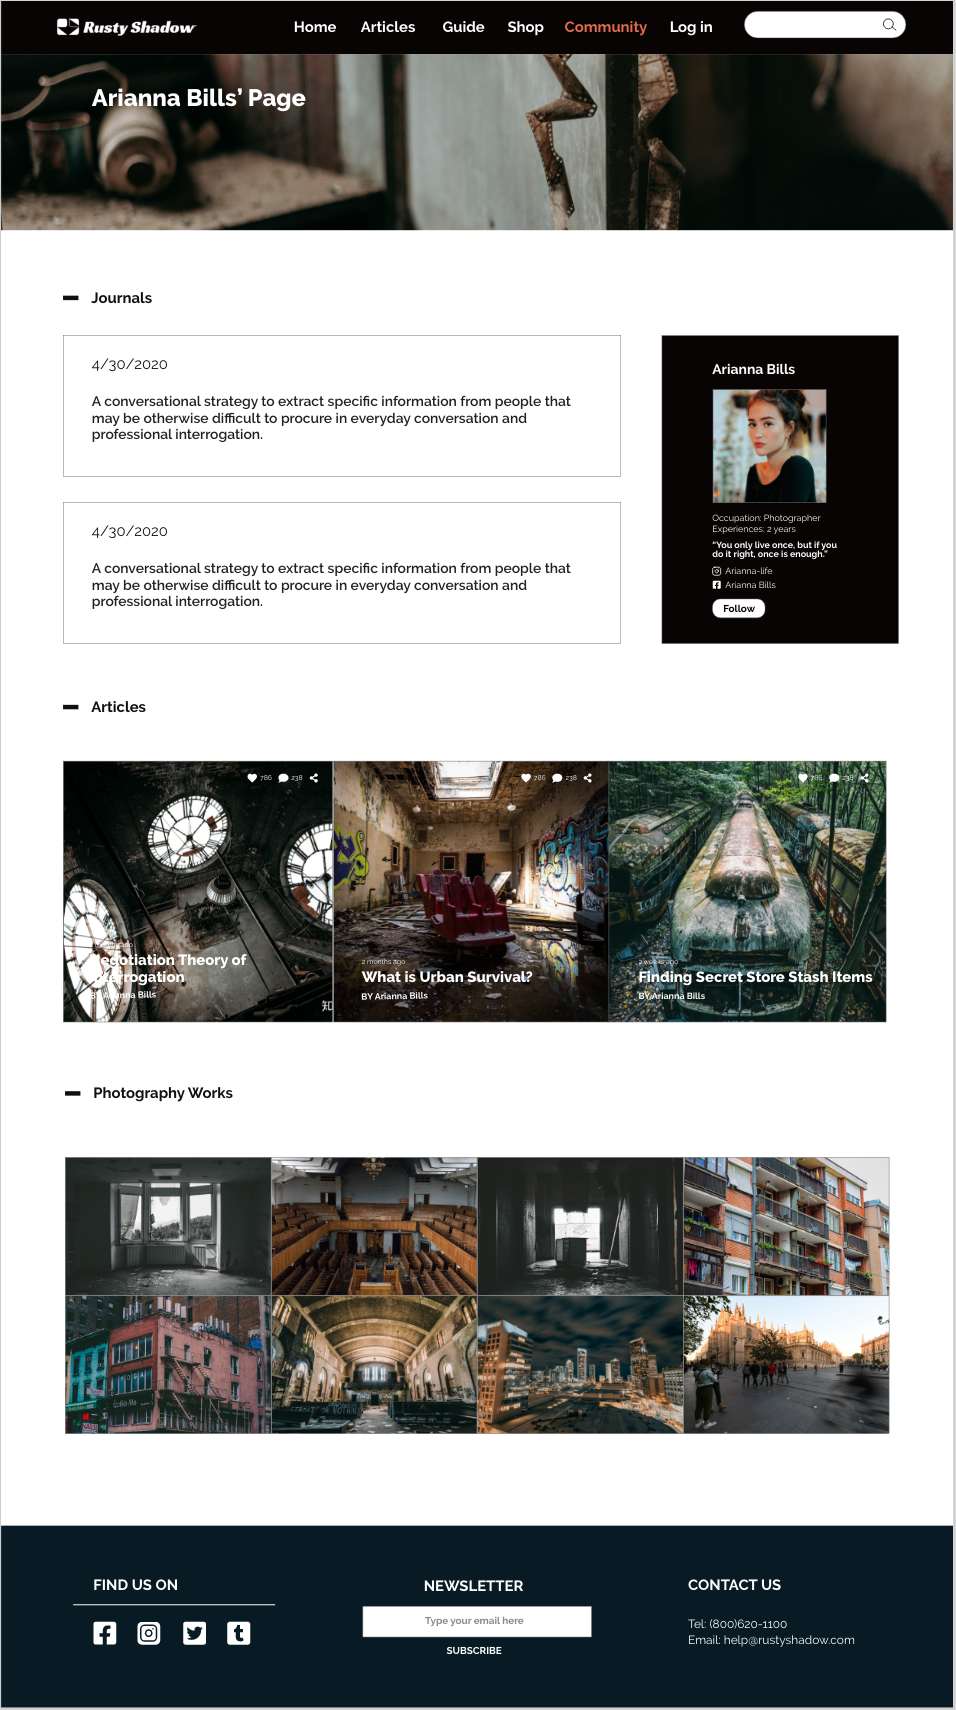 Rusty Shadow
Home Articles Guide Shop Community Log in
Arianna Bills’ Page
Journals
4/30/2020
A conversational strategy to extract specific information from people that
may be otherwise difficult to procure in everyday conversation and
professional interrogation.
4/30/2020
A conversational strategy to extract specific information from people that
may be otherwise difficult to procure in everyday conversation and
professional interrogation.
Arianna Bills
Occupation: Photographer
Experiences: 2 years
“You only live once, but if you
do it right, once is enough.”
Arianna-life
Arianna Bills
Follow
Articles
786 238
Negotiation Theory of
Interrogation
BY Arianna Bills
知
786 238
2 months ago
What is Urban Survival?
BY Arianna Bills
786 238
2 weeks ago
Finding Secret Store Stash Items
BY Arianna Bills
Photography Works
FIND US ON
NEWSLETTER
Type your email here
SUBSCRIBE
CONTACT US
Tel: (800)620-1100
Email: help@rustyshadow.com